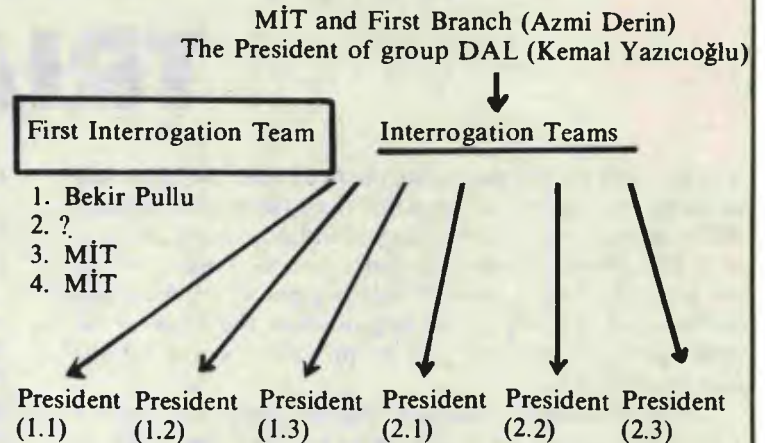 MİT and First Branch (Azmi Derin)
The President of group DAL (Kemal Yazıcıoğlu)
First Interrogation Team
Interrogation Teams
1. Bekir Pullu
2. ?
3. MİT
4. MİT
President President President President President President
(1.1) (1.2) (1.3) (2.1) (2.2) (2.3)